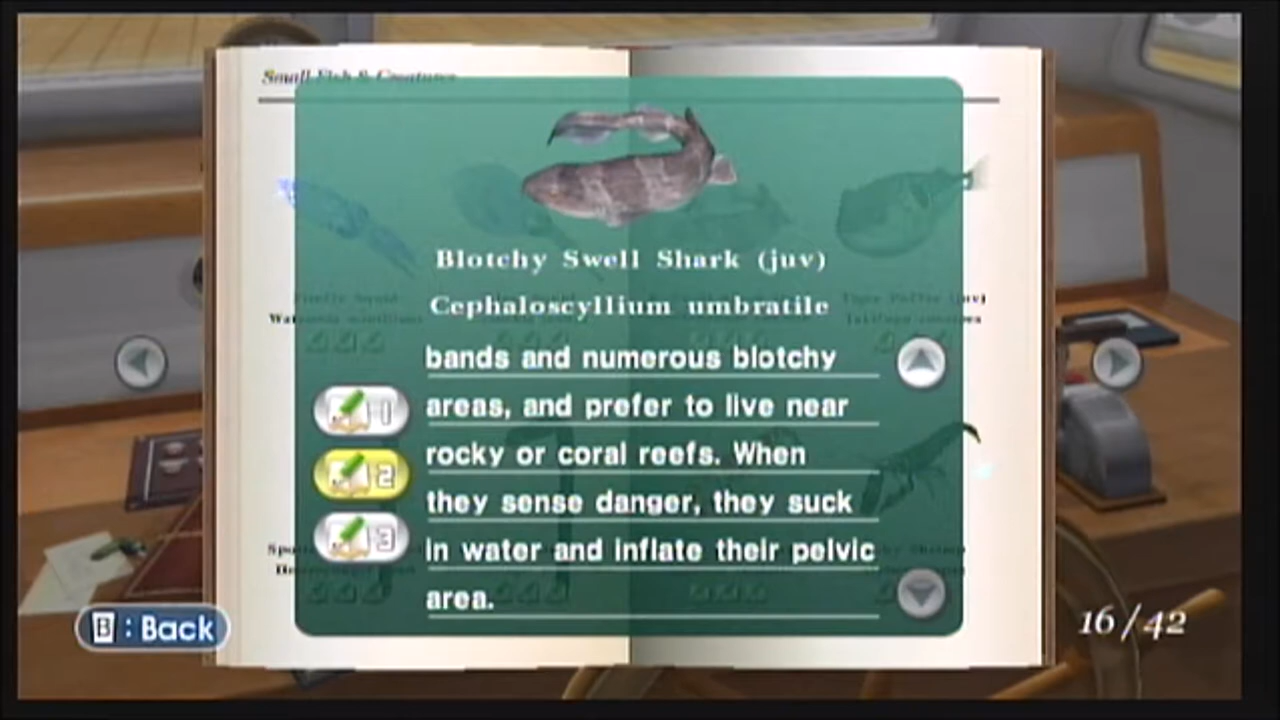 Small Fish & Creatures
Blotchy Swell Shark (juv)
Cephaloscyllium umbratile
bands and numerous blotchy
areas, and prefer to live near
rocky or coral reefs. When
they sense danger, they suck
in water and inflate their pelvic
area.
1
2
3
B : Back
16/42